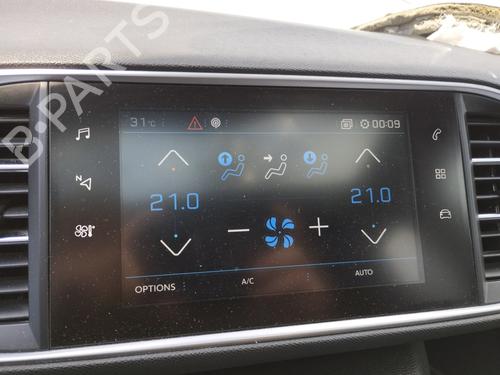 31°C 00:09
N
21.0 21.0
OPTIONS A/C AUTO
B-PARTS